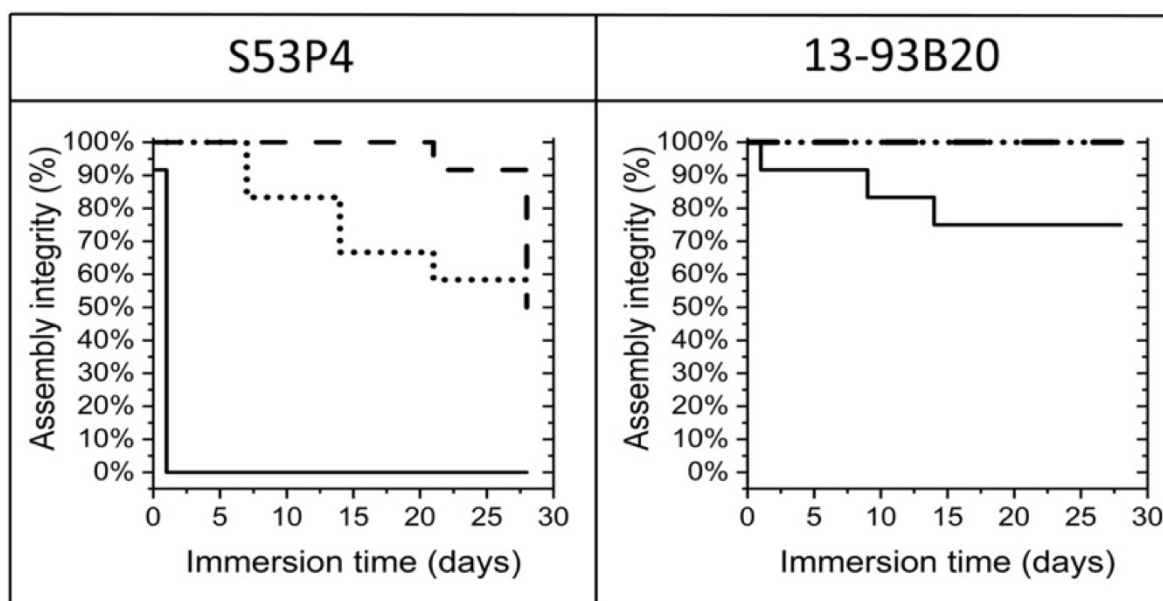 S53P4
13-93B20
Assembly integrity (%)
100%
90%
80%
70%
60%
50%
40%
30%
20%
10%
0%
0 5 10 15 20 25 30
Immersion time (days)
Assembly integrity (%)
100%
90%
80%
70%
60%
50%
40%
30%
20%
10%
0%
0 5 10 15 20 25 30
Immersion time (days)